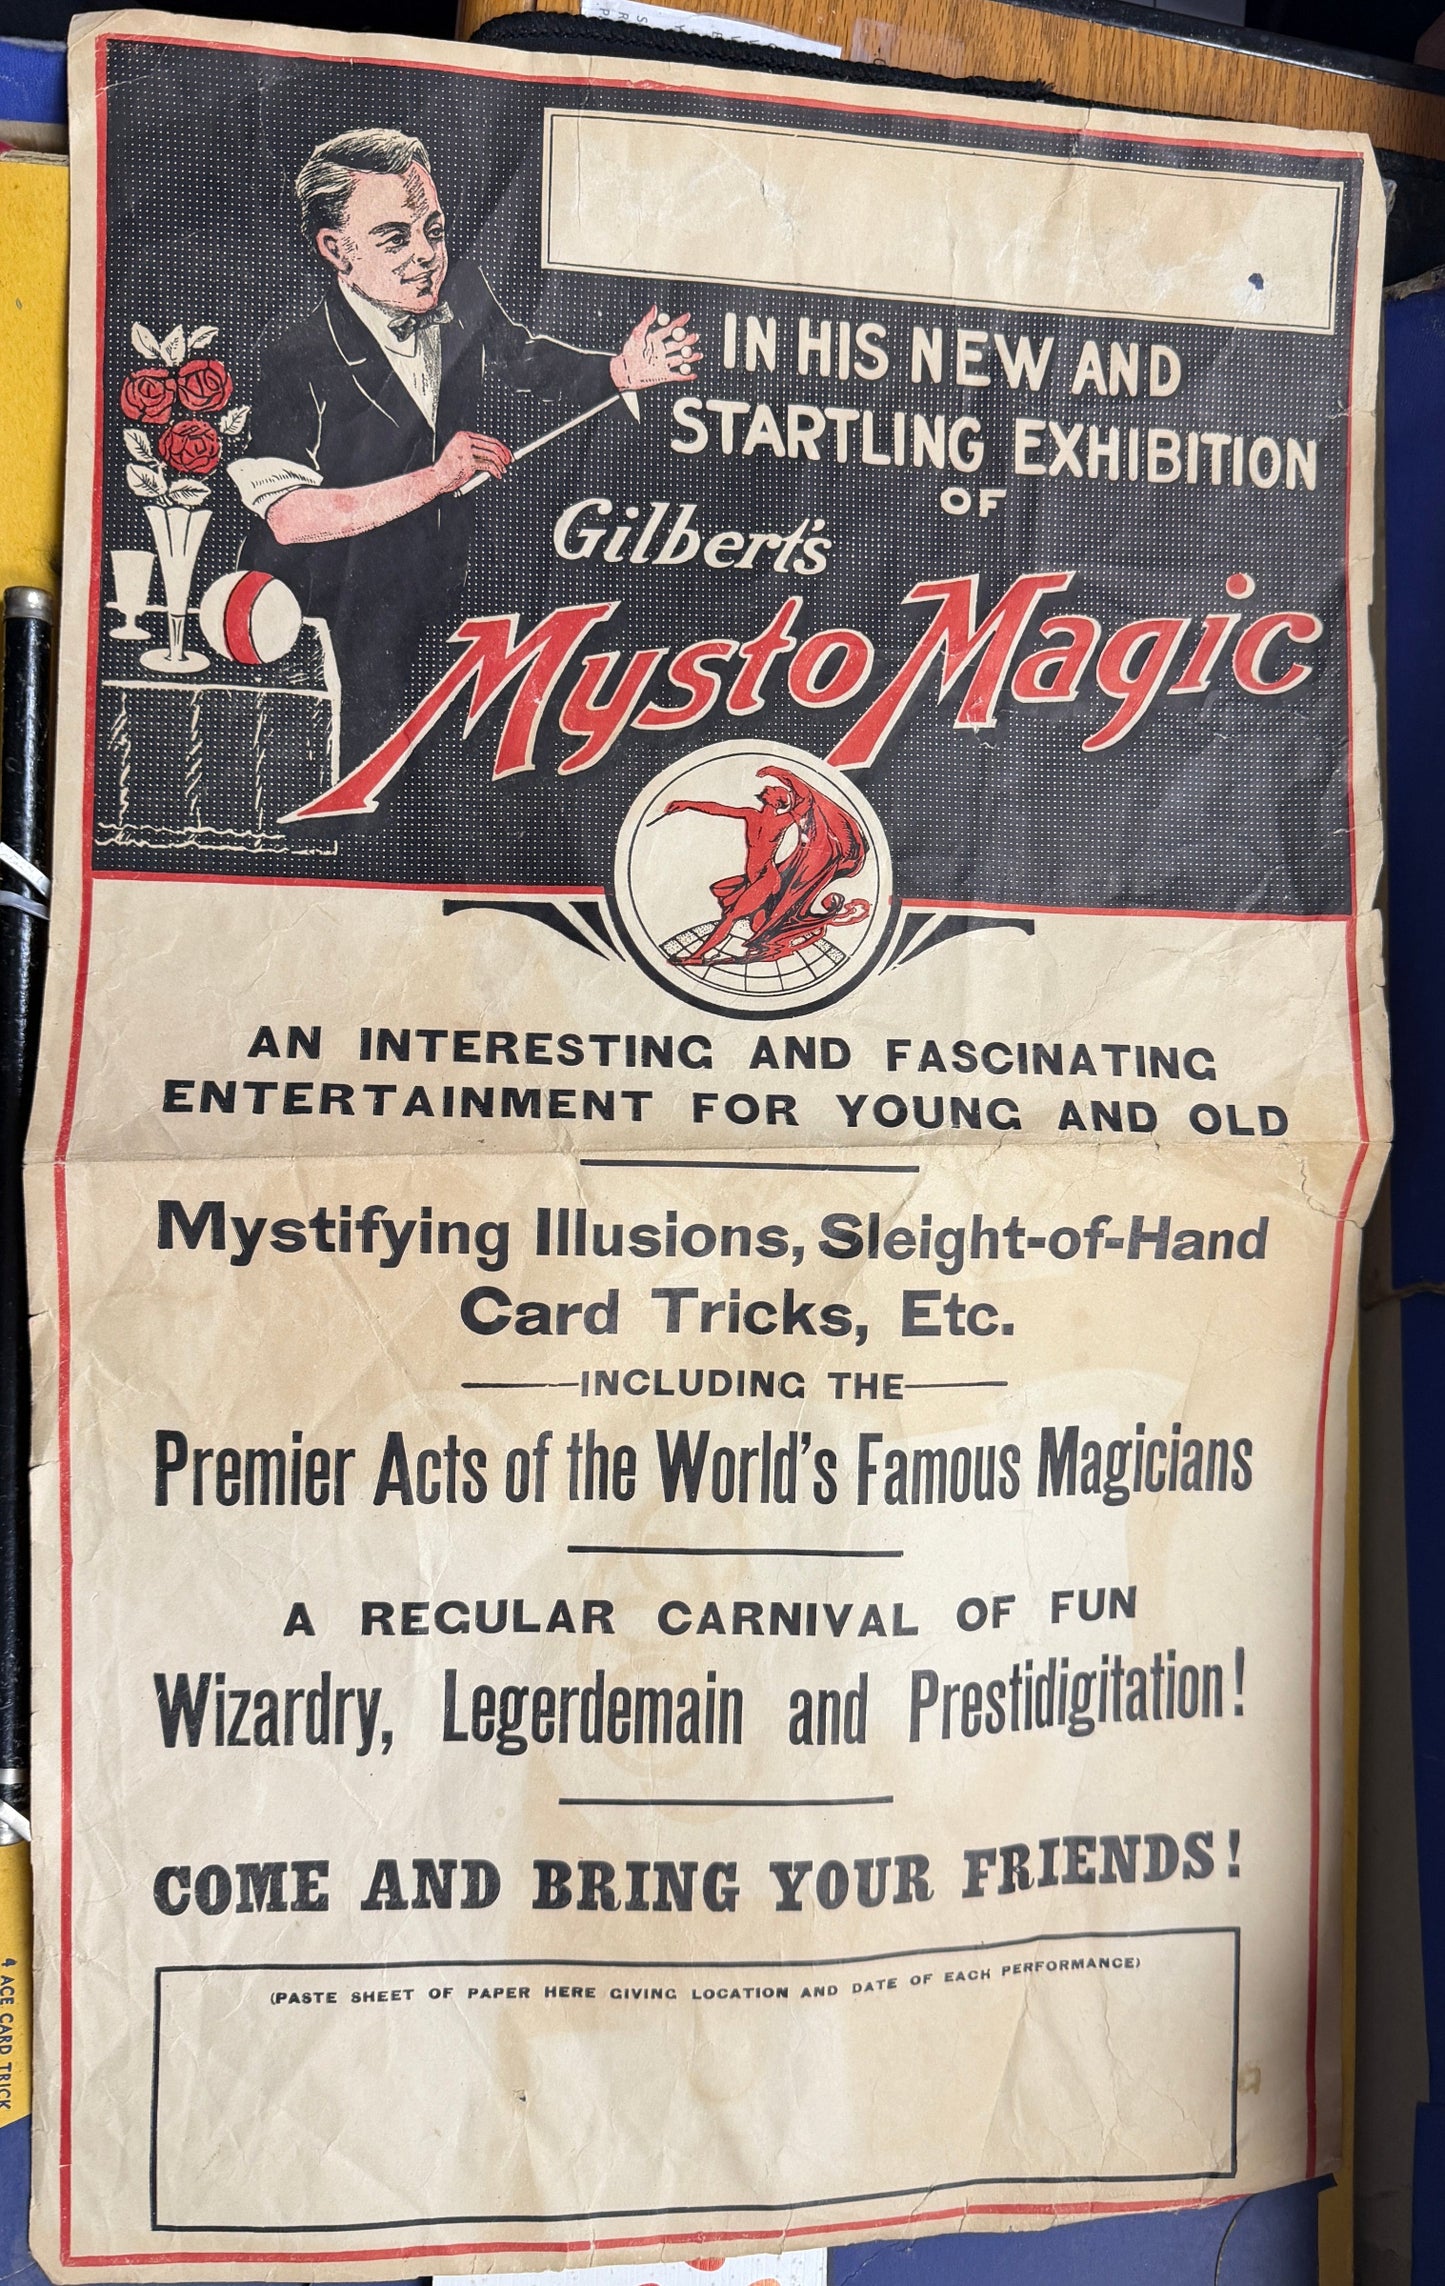 IN HIS NEW AND
STARTLING EXHIBITION
OF
Gilbert's
Mysto Magic
AN INTERESTING AND FASCINATING
ENTERTAINMENT FOR YOUNG AND OLD
Mystifying Illusions, Sleight-of-Hand
Card Tricks, Etc.
INCLUDING THE
Premier Acts of the World's Famous Magicians
A REGULAR CARNIVAL OF FUN
Wizardry, Legerdemain and Prestidigitation!
COME AND BRING YOUR FRIENDS!
(PASTE SHEET OF PAPER HERE GIVING LOCATION AND DATE OF EACH PERFORMANCE)
4 ACE CARD TRICK